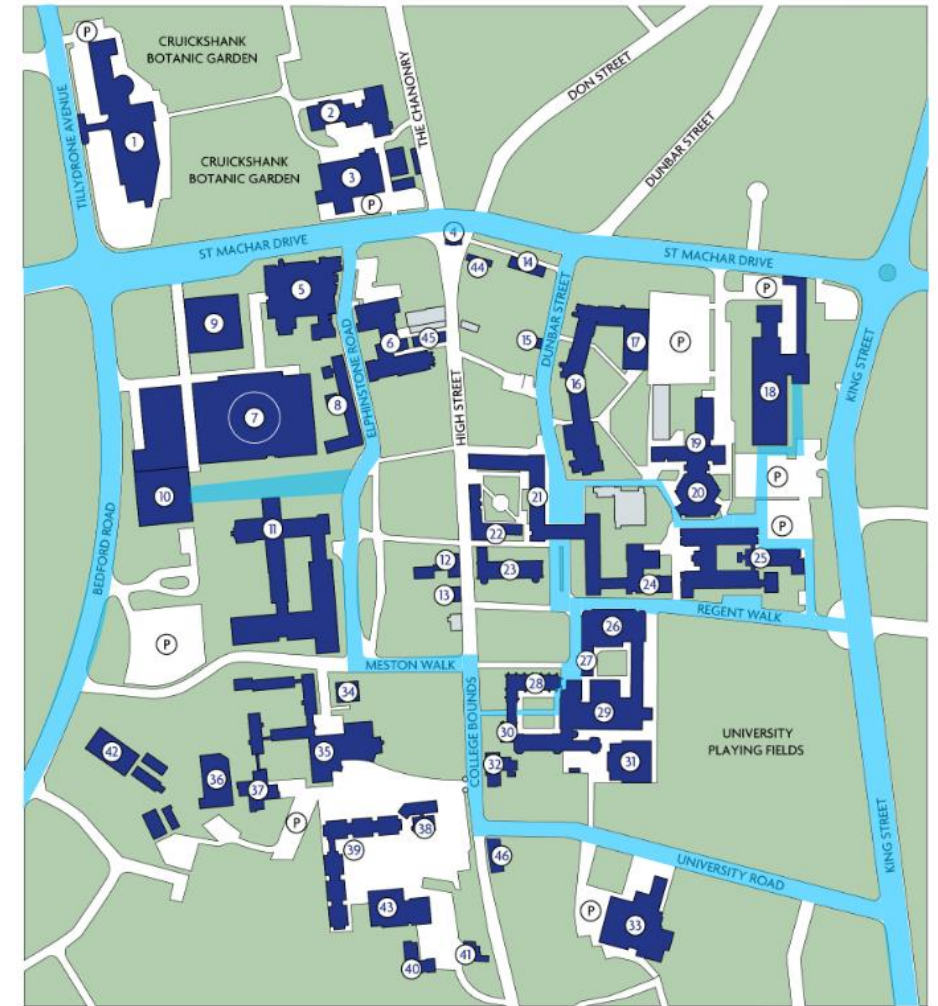 P
CRUICKSHANK
BOTANIC GARDEN
TILLYDRONE AVENUE
1
2
THE CHANONRY
DON STREET
DUNBAR STREET
CRUICKSHANK
BOTANIC GARDEN
3
P
4
ST MACHAR DRIVE
ST MACHAR DRIVE
44
14
5
9
6
45
15
DUNBAR STREET
16
17
P
P
18
KING STREET
7
8
ELPHINSTONE ROAD
HIGH STREET
19
20
P
P
10
11
21
22
23
24
25
BEDFORD ROAD
12
13
REGENT WALK
P
MESTON WALK
26
27
28
29
30
31
32
COLLEGE BOUNDS
UNIVERSITY
PLAYING FIELDS
34
35
42
36
37
P
38
39
46
UNIVERSITY ROAD
KING STREET
43
P
33
40
41